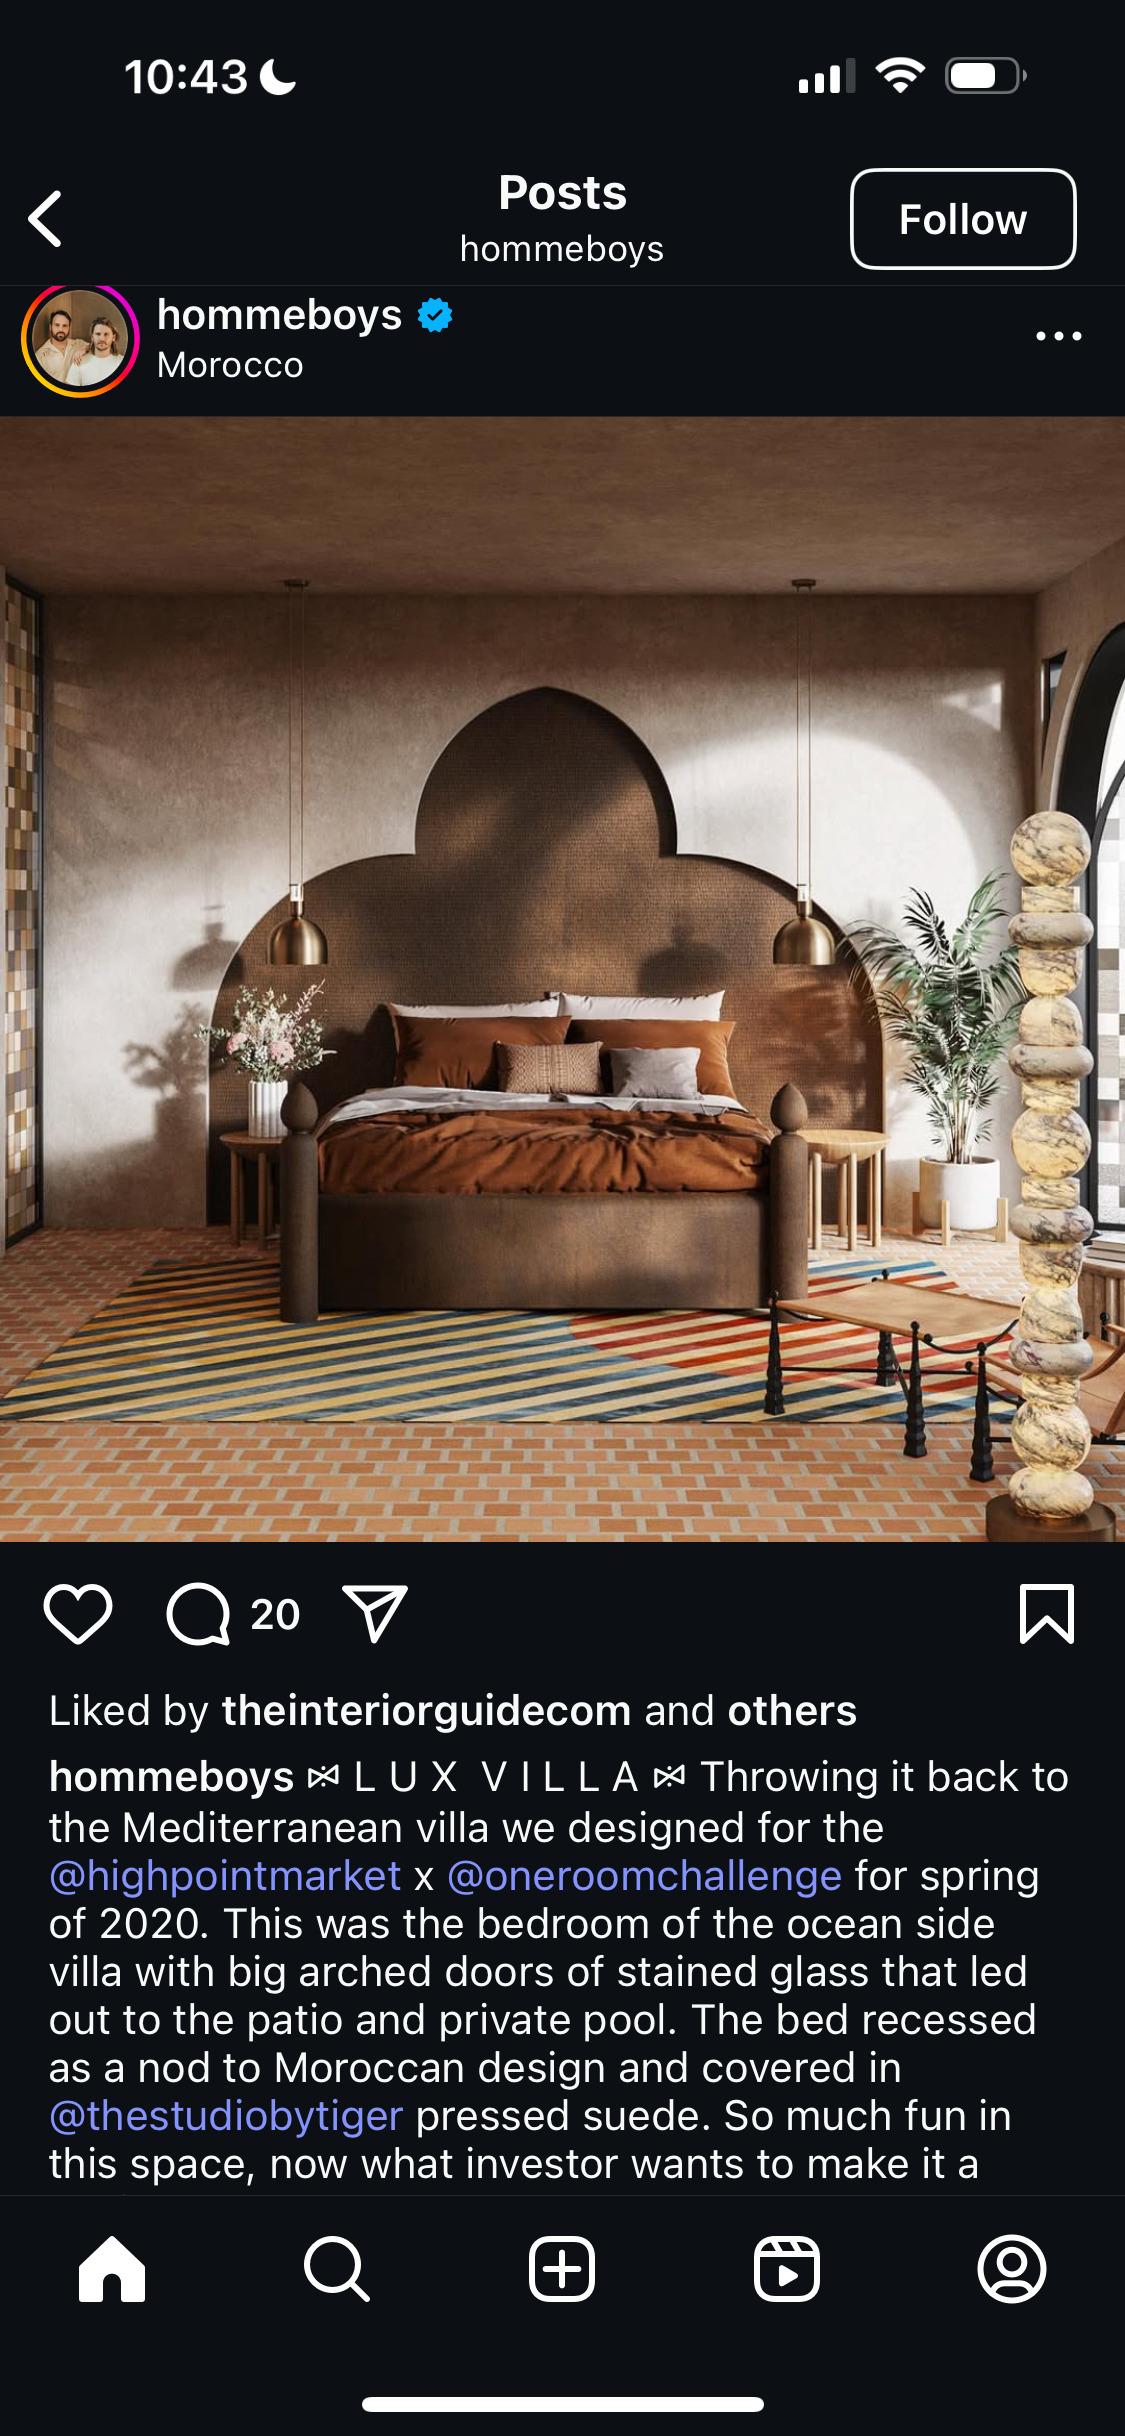 10:43
Posts
hommeboys
Follow
hommeboys
Morocco
20
Liked by theinteriorguidecom and others
hommeboys ⋈ L U X V I L L A ⋈ Throwing it back to
the Mediterranean villa we designed for the
@highpointmarket x @oneroomchallenge for spring
of 2020. This was the bedroom of the ocean side
villa with big arched doors of stained glass that led
out to the patio and private pool. The bed recessed
as a nod to Moroccan design and covered in
@thestudiobytiger pressed suede. So much fun in
this space, now what investor wants to make it a